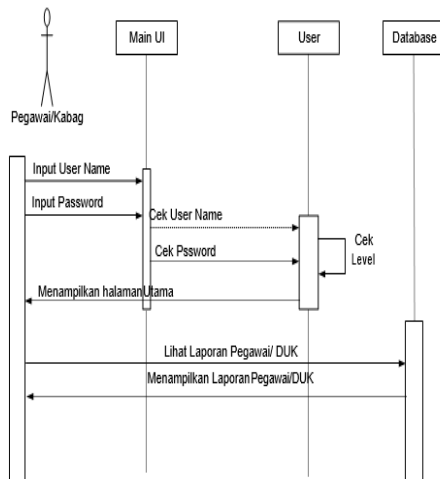 Main UI
User
Database
Pegawai/Kabag
Input User Name
Input Password
Cek User Name
Cek Pssword
Cek
Level
Menampilkan halaman Utama
Lihat Laporan Pegawai/ DUK
Menampilkan Laporan Pegawai/DUK